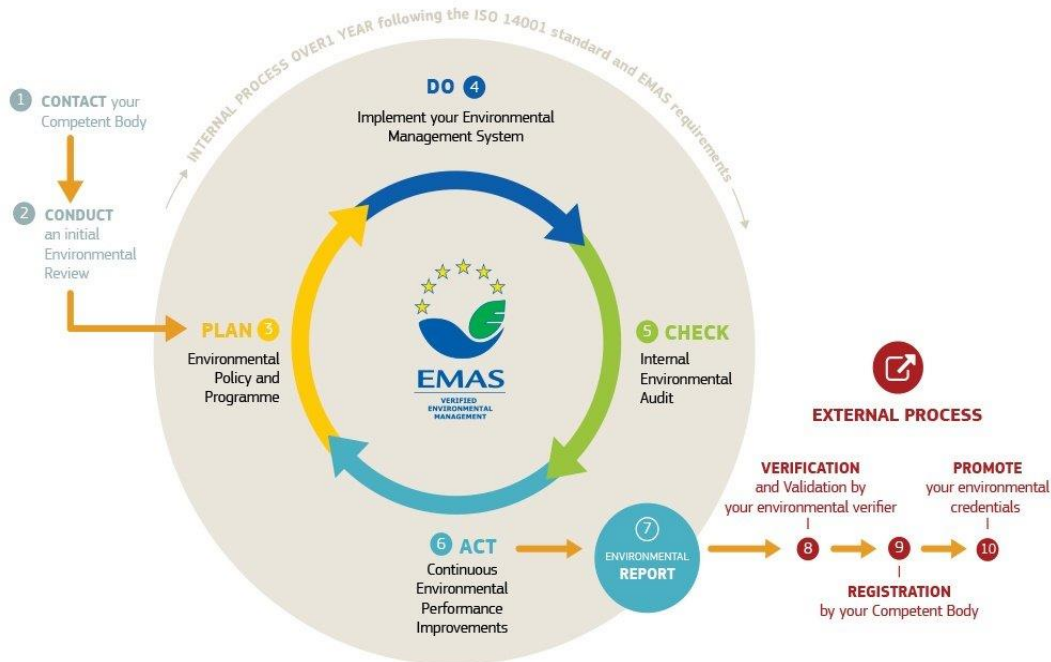 INTERNAL PROCESS OVER1 YEAR following the ISO 14001 standard and EMAS requirements
1 CONTACT your
Competent Body
2 CONDUCT
an initial
Environmental
Review
PLAN 3
Environmental
Policy and
Programme
DO 4
Implement your Environmental
Management System
5 CHECK
Internal
Environmental
Audit
EMAS
VERIFIED
ENVIRONMENTAL
MANAGEMENT
6 ACT
Continuous
Environmental
Performance
Improvements
7
ENVIRONMENTAL
REPORT
EXTERNAL PROCESS
VERIFICATION
and Validation by
your environmental verifier
8
9
REGISTRATION
by your Competent Body
PROMOTE
your environmental
credentials
10